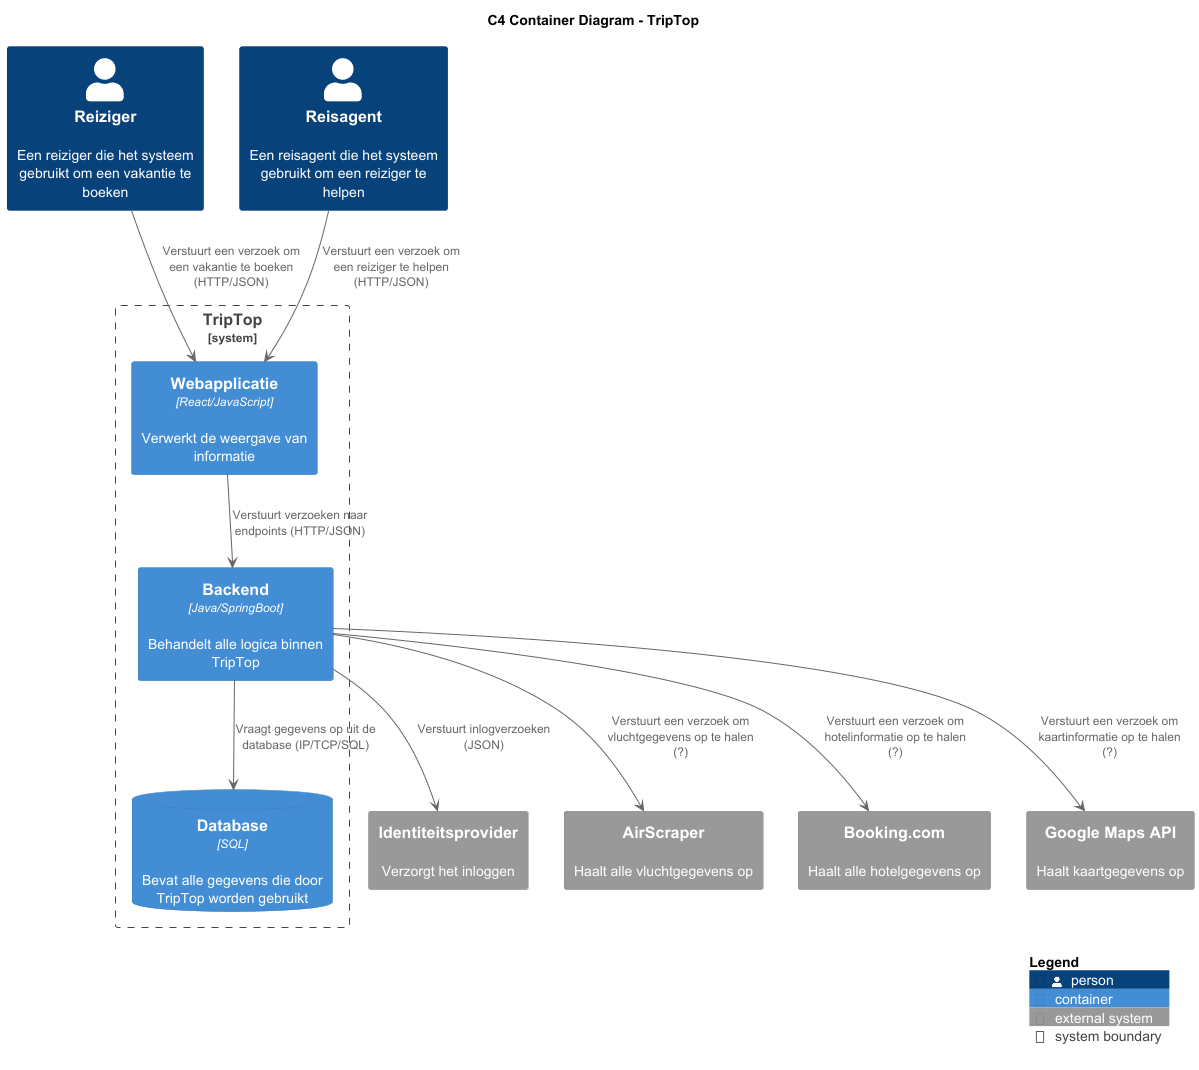 C4 Container Diagram - TripTop
Reiziger
Een reiziger die het systeem
gebruikt om een vakantie te
boeken
Reisagent
Een reisagent die het systeem
gebruikt om een reiziger te
helpen
Verstuurt een verzoek om
een vakantie te boeken
(HTTP/JSON)
Verstuurt een verzoek om
een reiziger te helpen
(HTTP/JSON)
TripTop
[system]
Webapplicatie
[React/JavaScript]
Verwerkt de weergave van
informatie
Verstuurt verzoeken naar
endpoints (HTTP/JSON)
Backend
[Java/SpringBoot]
Behandelt alle logica binnen
TripTop
Vraagt gegevens op uit de
database (IP/TCP/SQL)
Verstuurt inlogverzoeken
(JSON)
Verstuurt een verzoek om
vluchtgegevens op te halen
(?)
Verstuurt een verzoek om
hotelinformatie op te halen
(?)
Verstuurt een verzoek om
kaartinformatie op te halen
(?)
Database
[SQL]
Bevat alle gegevens die door
TripTop worden gebruikt
Identiteitsprovider
Verzorgt het inloggen
AirScraper
Haalt alle vluchtgegevens op
Booking.com
Haalt alle hotelgegevens op
Google Maps API
Haalt kaartgegevens op
Legend
person
container
external system
system boundary